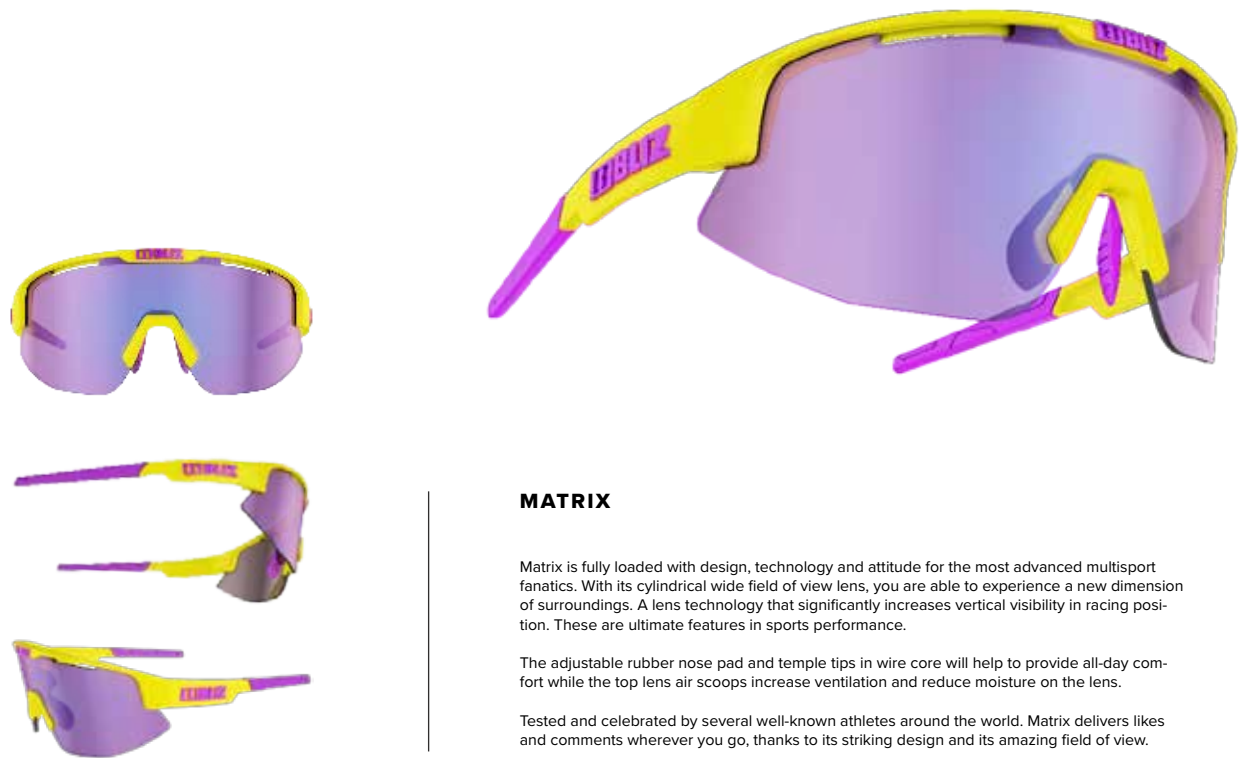 BLIZ
BLIZ
BLIZ
BLIZ
BLIZ
MATRIX
Matrix is fully loaded with design, technology and attitude for the most advanced multisport
fanatics. With its cylindrical wide field of view lens, you are able to experience a new dimension
of surroundings. A lens technology that significantly increases vertical visibility in racing posi-
tion. These are ultimate features in sports performance.
The adjustable rubber nose pad and temple tips in wire core will help to provide all-day com-
fort while the top lens air scoops increase ventilation and reduce moisture on the lens.
Tested and celebrated by several well-known athletes around the world. Matrix delivers likes
and comments wherever you go, thanks to its striking design and its amazing field of view.